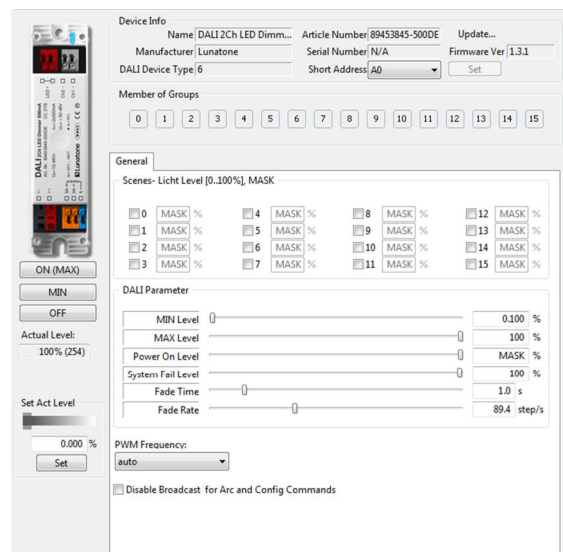 Device Info
Name DALI 2Ch LED Dimm... Article Number 89453845-500DE Update...
Manufacturer Lunatone Serial Number N/A Firmware Ver 1.3.1
DALI Device Type 6 Short Address A0 Set
Member of Groups
0 1 2 3 4 5 6 7 8 9 10 11 12 13 14 15
General
Scenes- Licht Level [0..100%], MASK
0 MASK % 4 MASK % 8 MASK % 12 MASK %
1 MASK % 5 MASK % 9 MASK % 13 MASK %
2 MASK % 6 MASK % 10 MASK % 14 MASK %
3 MASK % 7 MASK % 11 MASK % 15 MASK %
DALI Parameter
MIN Level 0.100 %
MAX Level 100 %
Power On Level MASK %
System Fail Level 100 %
Fade Time 1.0 s
Fade Rate 89.4 step/s
PWM Frequency:
auto
Disable Broadcast for Arc and Config Commands
LED+ Ch2 - Ch1 -
DALI 2Ch LED Dimmer 500mA
Lunatone
ON (MAX)
MIN
OFF
Actual Level:
100% (254)
Set Act Level
0.000 %
Set